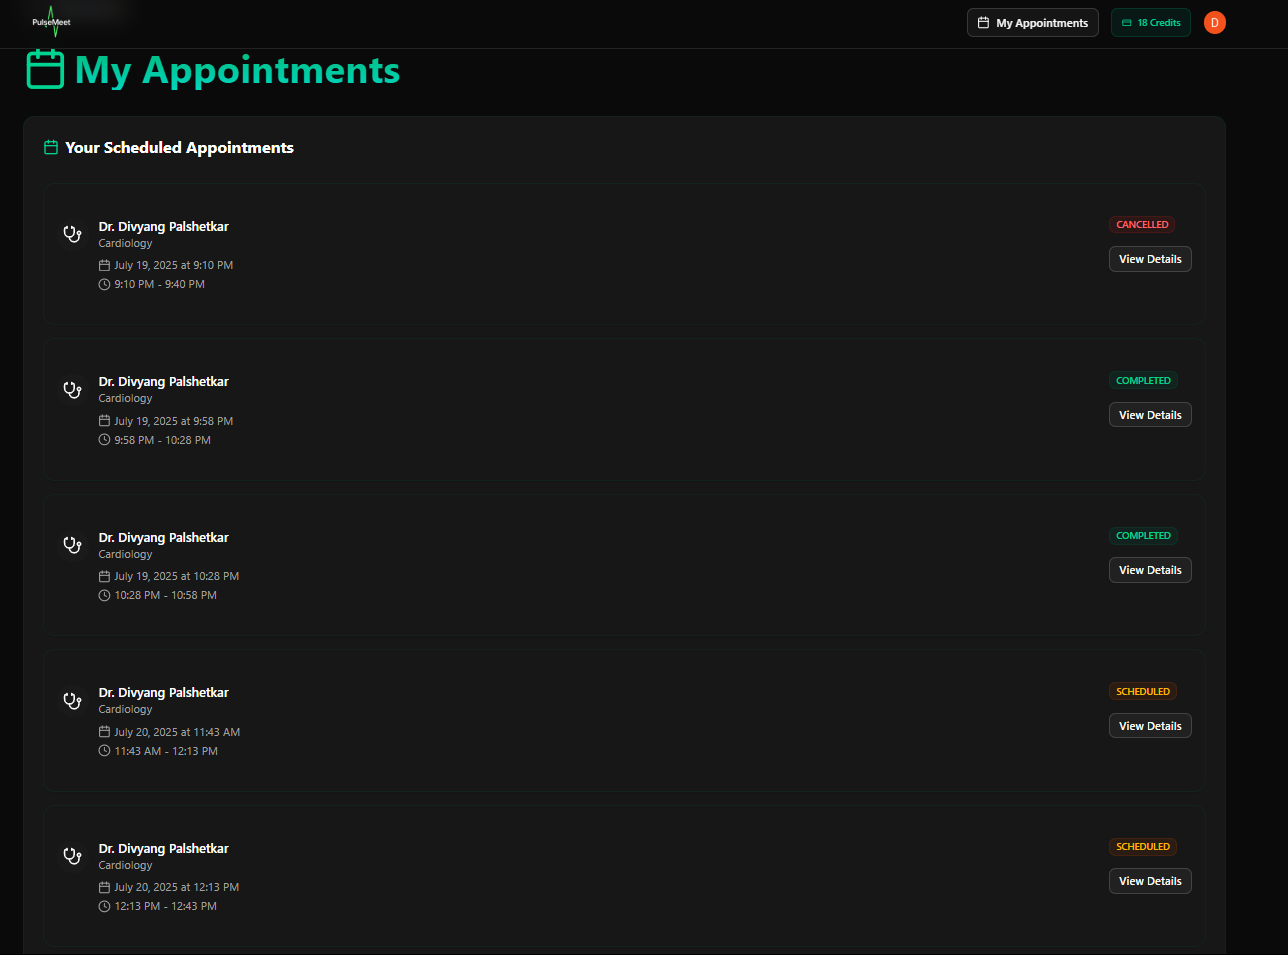 PulseMeet
My Appointments
18 Credits
D
My Appointments
Your Scheduled Appointments
Dr. Divyang Palshetkar
Cardiology
July 19, 2025 at 9:10 PM
9:10 PM - 9:40 PM
CANCELLED
View Details
Dr. Divyang Palshetkar
Cardiology
July 19, 2025 at 9:58 PM
9:58 PM - 10:28 PM
COMPLETED
View Details
Dr. Divyang Palshetkar
Cardiology
July 19, 2025 at 10:28 PM
10:28 PM - 10:58 PM
COMPLETED
View Details
Dr. Divyang Palshetkar
Cardiology
July 20, 2025 at 11:43 AM
11:43 AM - 12:13 PM
SCHEDULED
View Details
Dr. Divyang Palshetkar
Cardiology
July 20, 2025 at 12:13 PM
12:13 PM - 12:43 PM
SCHEDULED
View Details